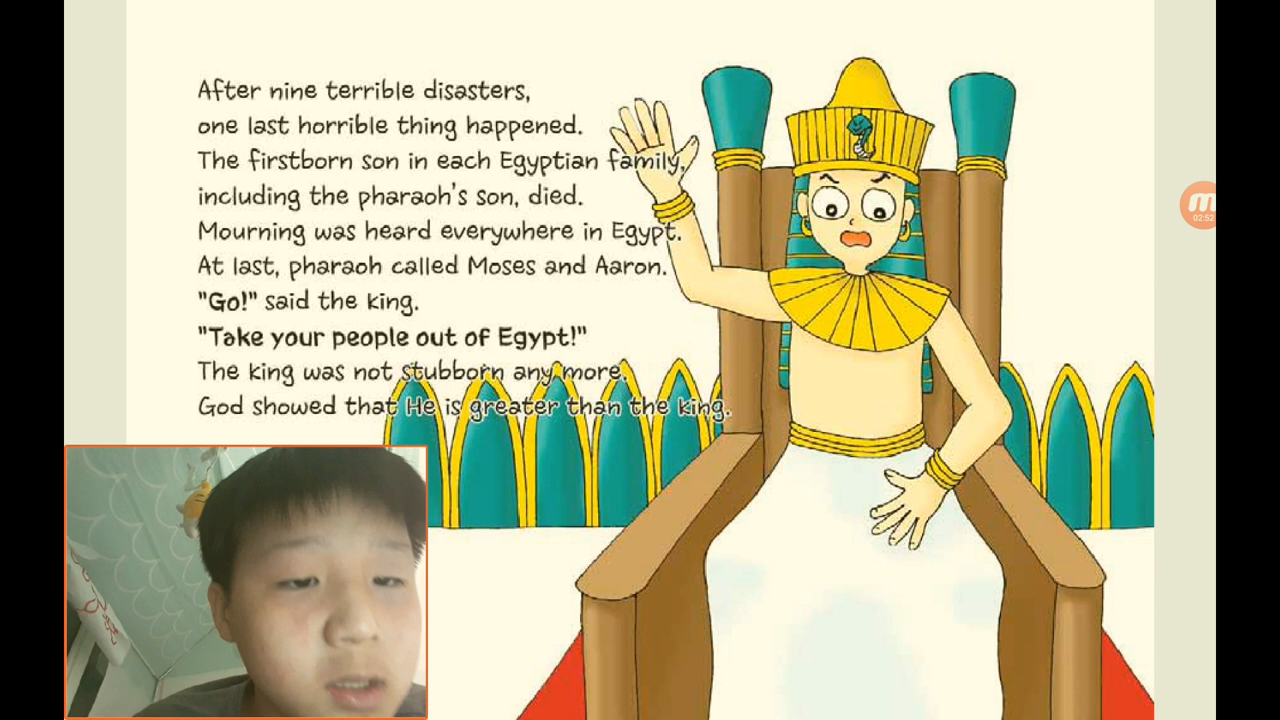 After nine terrible disasters,
one last horrible thing happened.
The firstborn son in each Egyptian family,
including the pharaoh's son, died.
Mourning was heard everywhere in Egypt.
At last, pharaoh called Moses and Aaron.
"Go!" said the king.
"Take your people out of Egypt!"
The king was not stubborn any more.
God showed that He is greater than the king.
02:52